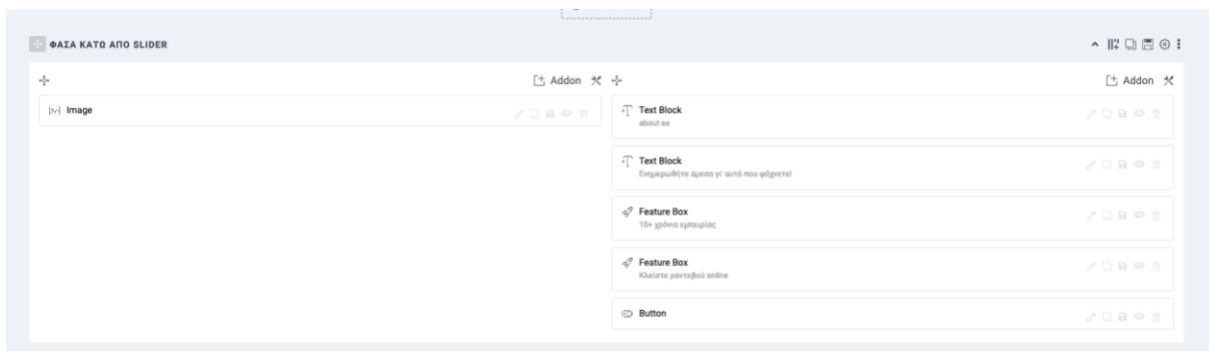 ΦΑΣΑ ΚΑΤΩ ΑΠΟ SLIDER
Addon
Image
Addon
Text Block
about us
Text Block
Ενημερωθήτε άμεσα γι' αυτό που ψάχνετε!
Feature Box
10+ χρόνια εμπειρίας
Feature Box
Κλείστε ραντεβού online
Button